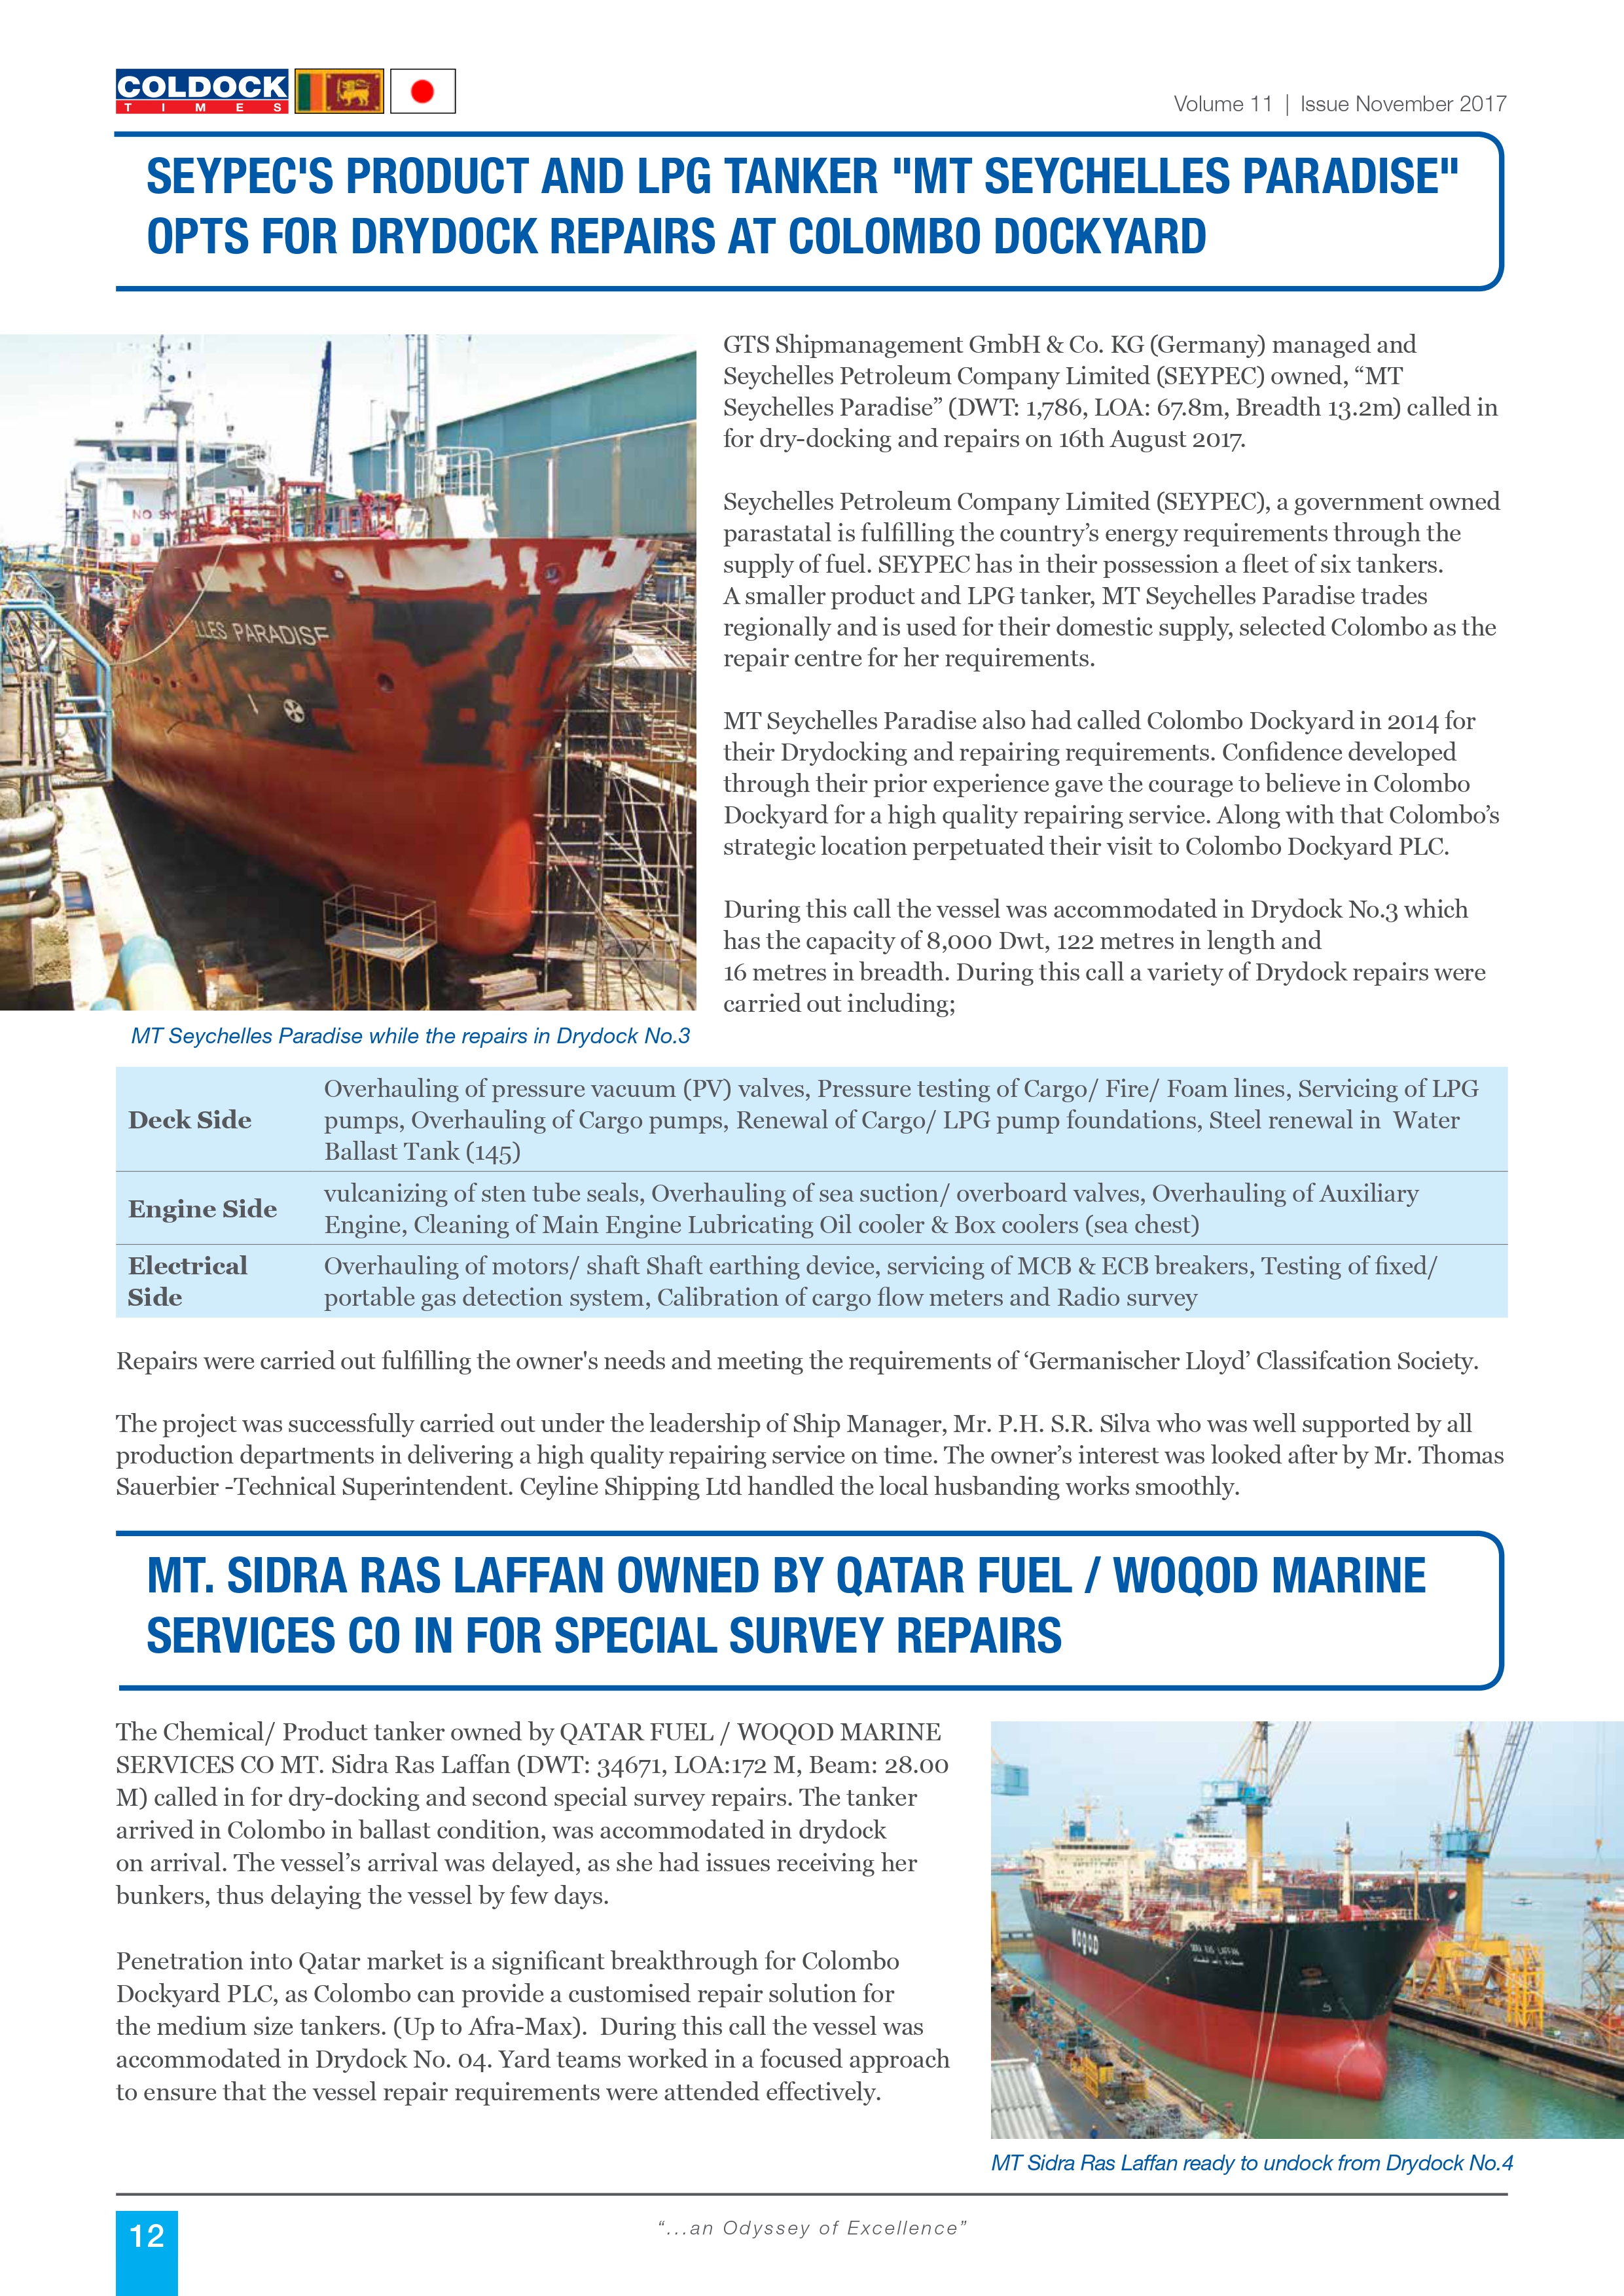 COLDOCK
TIMES
Volume 11 | Issue November 2017
SEYPEC'S PRODUCT AND LPG TANKER "MT SEYCHELLES PARADISE"
OPTS FOR DRYDOCK REPAIRS AT COLOMBO DOCKYARD
NO SM
LLES PARADISE
GTS Shipmanagement GmbH & Co. KG (Germany) managed and
Seychelles Petroleum Company Limited (SEYPEC) owned, “MT
Seychelles Paradise” (DWT: 1,786, LOA: 67.8m, Breadth 13.2m) called in
for dry-docking and repairs on 16th August 2017.
Seychelles Petroleum Company Limited (SEYPEC), a government owned
parastatal is fulfilling the country’s energy requirements through the
supply of fuel. SEYPEC has in their possession a fleet of six tankers.
A smaller product and LPG tanker, MT Seychelles Paradise trades
regionally and is used for their domestic supply, selected Colombo as the
repair centre for her requirements.
MT Seychelles Paradise also had called Colombo Dockyard in 2014 for
their Drydocking and repairing requirements. Confidence developed
through their prior experience gave the courage to believe in Colombo
Dockyard for a high quality repairing service. Along with that Colombo’s
strategic location perpetuated their visit to Colombo Dockyard PLC.
During this call the vessel was accommodated in Drydock No.3 which
has the capacity of 8,000 Dwt, 122 metres in length and
16 metres in breadth. During this call a variety of Drydock repairs were
carried out including;
MT Seychelles Paradise while the repairs in Drydock No.3
Deck Side
Overhauling of pressure vacuum (PV) valves, Pressure testing of Cargo/ Fire/ Foam lines, Servicing of LPG
pumps, Overhauling of Cargo pumps, Renewal of Cargo/ LPG pump foundations, Steel renewal in Water
Ballast Tank (145)
Engine Side
vulcanizing of sten tube seals, Overhauling of sea suction/ overboard valves, Overhauling of Auxiliary
Engine, Cleaning of Main Engine Lubricating Oil cooler & Box coolers (sea chest)
Electrical
Side
Overhauling of motors/ shaft Shaft earthing device, servicing of MCB & ECB breakers, Testing of fixed/
portable gas detection system, Calibration of cargo flow meters and Radio survey
Repairs were carried out fulfilling the owner's needs and meeting the requirements of ‘Germanischer Lloyd’ Classifcation Society.
The project was successfully carried out under the leadership of Ship Manager, Mr. P.H. S.R. Silva who was well supported by all
production departments in delivering a high quality repairing service on time. The owner’s interest was looked after by Mr. Thomas
Sauerbier -Technical Superintendent. Ceyline Shipping Ltd handled the local husbanding works smoothly.
MT. SIDRA RAS LAFFAN OWNED BY QATAR FUEL / WOQOD MARINE
SERVICES CO IN FOR SPECIAL SURVEY REPAIRS
The Chemical/ Product tanker owned by QATAR FUEL / WOQOD MARINE
SERVICES CO MT. Sidra Ras Laffan (DWT: 34671, LOA:172 M, Beam: 28.00
M) called in for dry-docking and second special survey repairs. The tanker
arrived in Colombo in ballast condition, was accommodated in drydock
on arrival. The vessel’s arrival was delayed, as she had issues receiving her
bunkers, thus delaying the vessel by few days.
Penetration into Qatar market is a significant breakthrough for Colombo
Dockyard PLC, as Colombo can provide a customised repair solution for
the medium size tankers. (Up to Afra-Max). During this call the vessel was
accommodated in Drydock No. 04. Yard teams worked in a focused approach
to ensure that the vessel repair requirements were attended effectively.
WOQOD
SIDRA RAS LAFFAN
MT Sidra Ras Laffan ready to undock from Drydock No.4
12
“...an Odyssey of Excellence”